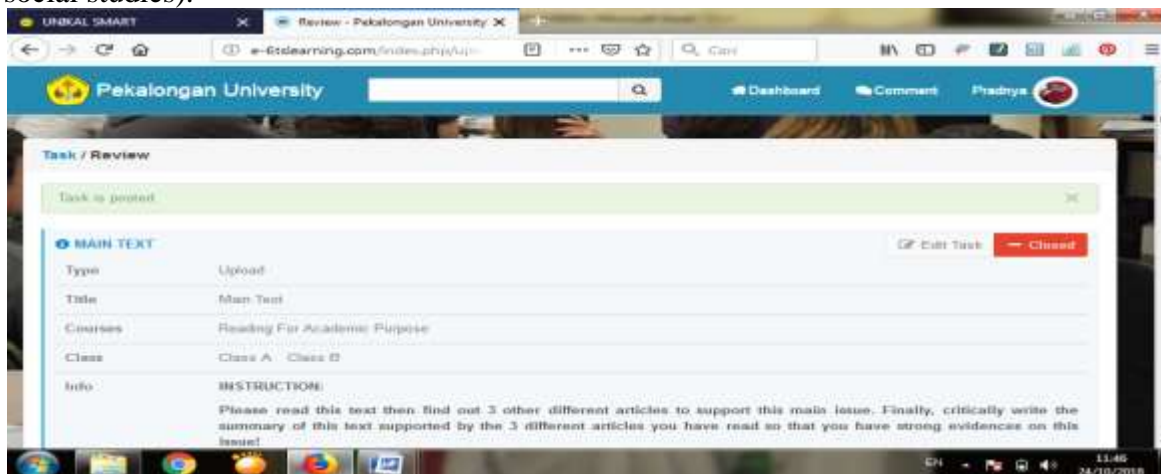 social studies).
UNIKAL SMART
Review - Pekalongan University
e-6tslearning.com/index.php/up
Cari
Pekalongan University
Dashboard
Comment
Pradnya
Task / Review
Task is posted
MAIN TEXT
Edit Task
Closed
Type
Upload
Title
Main Text
Courses
Reading For Academic Purpose
Class
Class A Class B
Info
INSTRUCTION:
Please read this text then find out 3 other different articles to support this main issue. Finally, critically write the
summary of this text supported by the 3 different articles you have read so that you have strong evidences on this
issue!
EN
11:46
24/10/2018